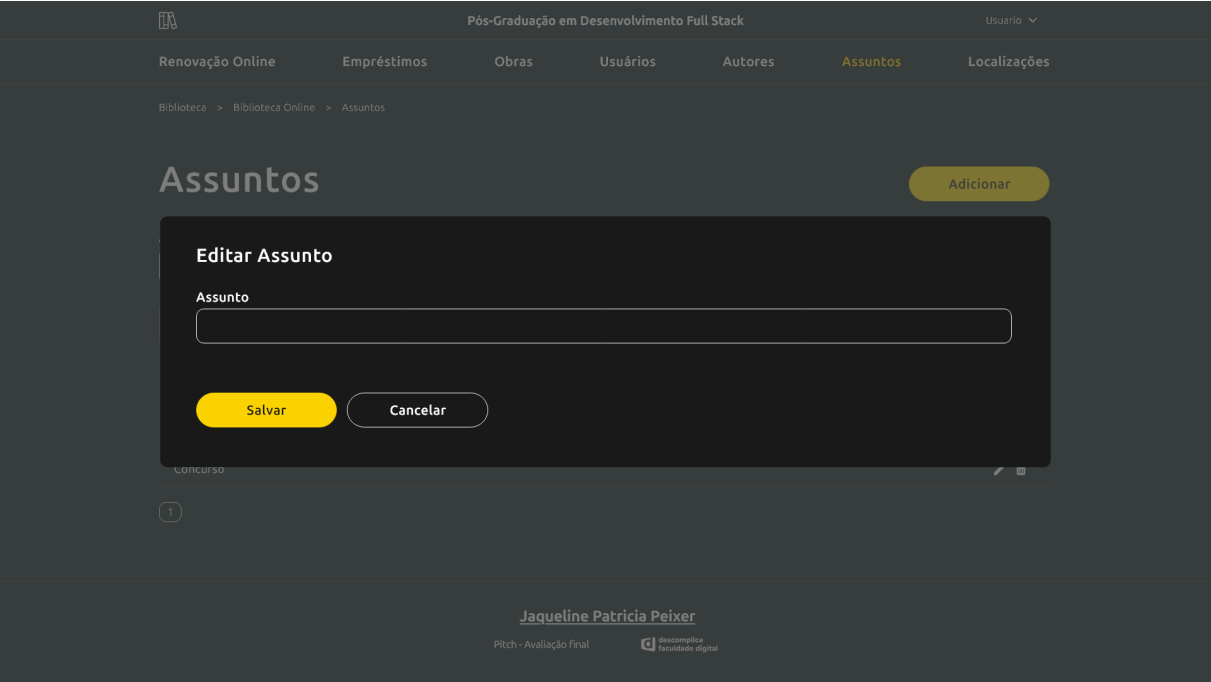 Pós-Graduação em Desenvolvimento Full Stack
Usuario
Renovação Online Empréstimos Obras Usuários Autores Assuntos Localizações
Biblioteca > Biblioteca Online > Assuntos
Assuntos
Adicionar
Editar Assunto
Assunto
Salvar Cancelar
Concurso
1
Jaqueline Patricia Peixer
Pitch - Avaliação final
descomplica
faculdade digital